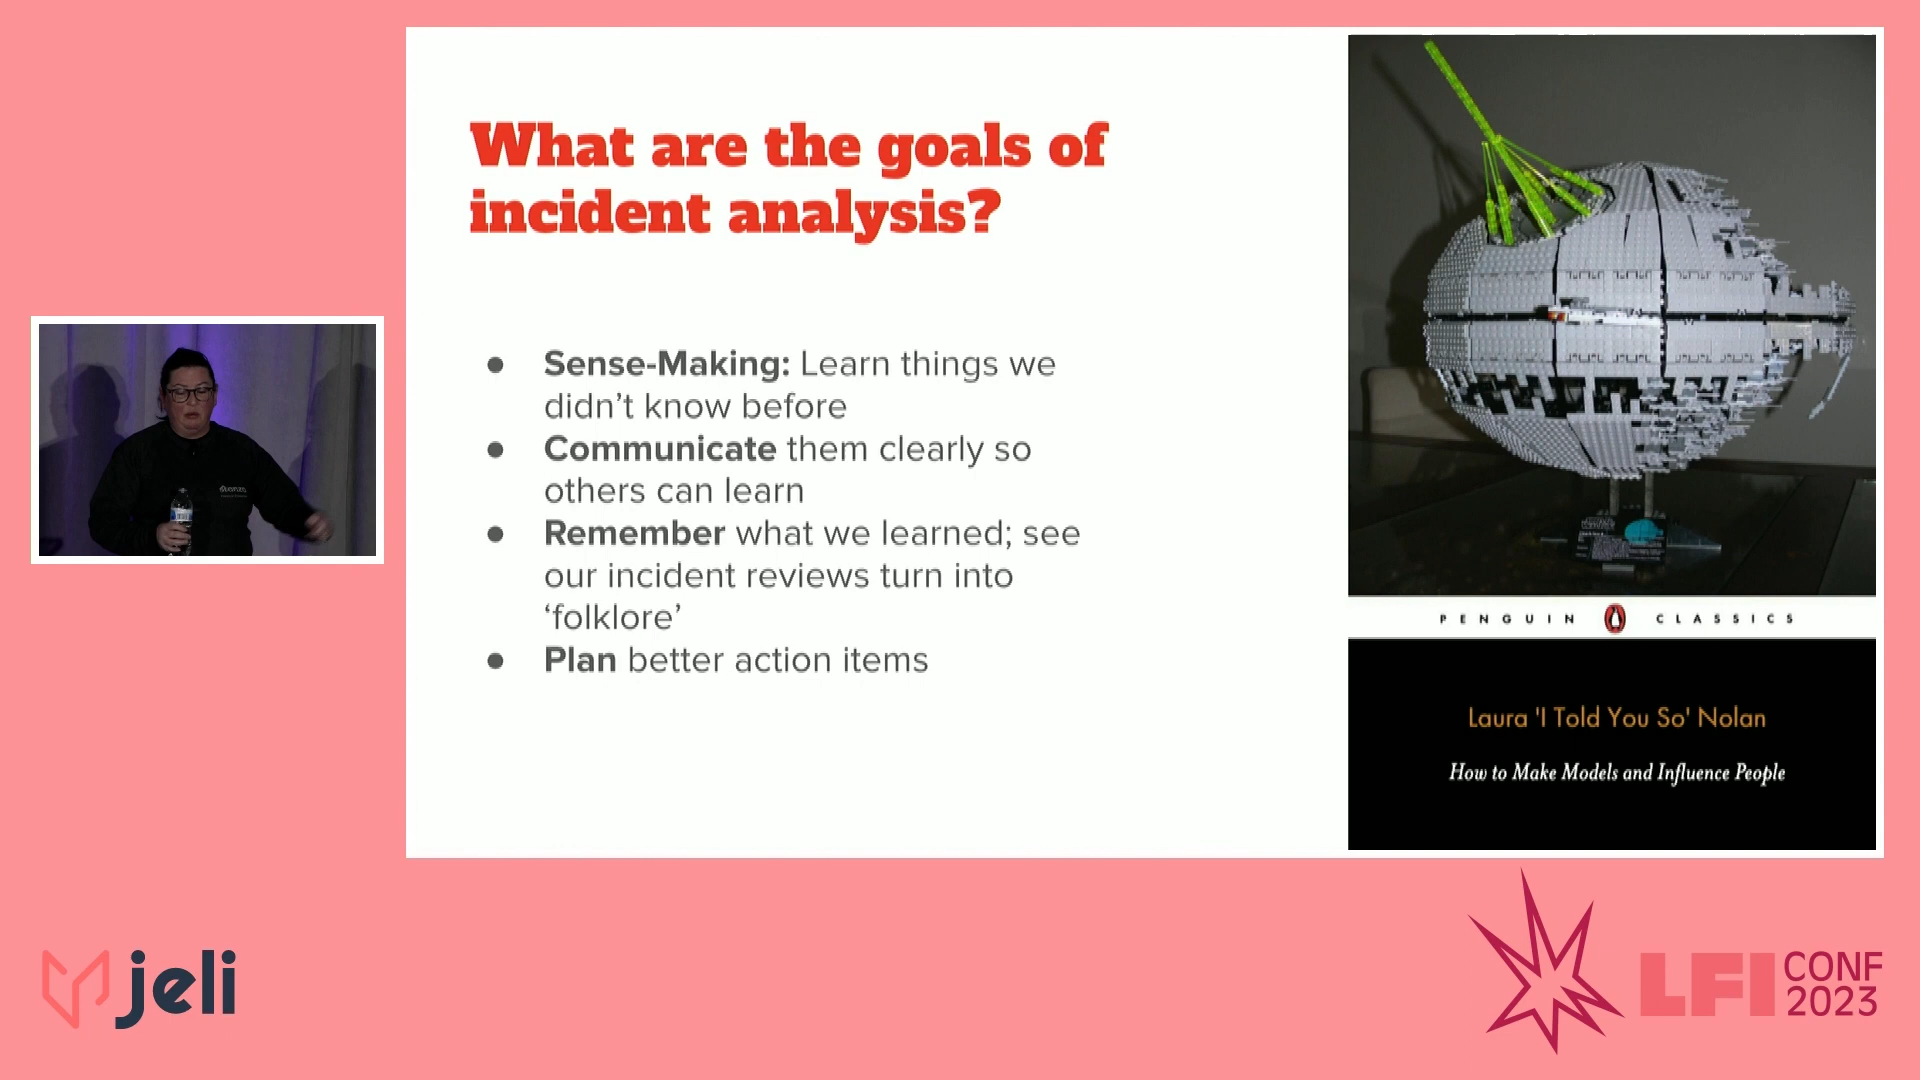 What are the goals of
incident analysis?
● Sense-Making: Learn things we
didn’t know before
● Communicate them clearly so
others can learn
● Remember what we learned; see
our incident reviews turn into
‘folklore’
● Plan better action items
PENGUIN CLASSICS
Laura 'I Told You So' Nolan
How to Make Models and Influence People
jeli
LFI CONF
2023